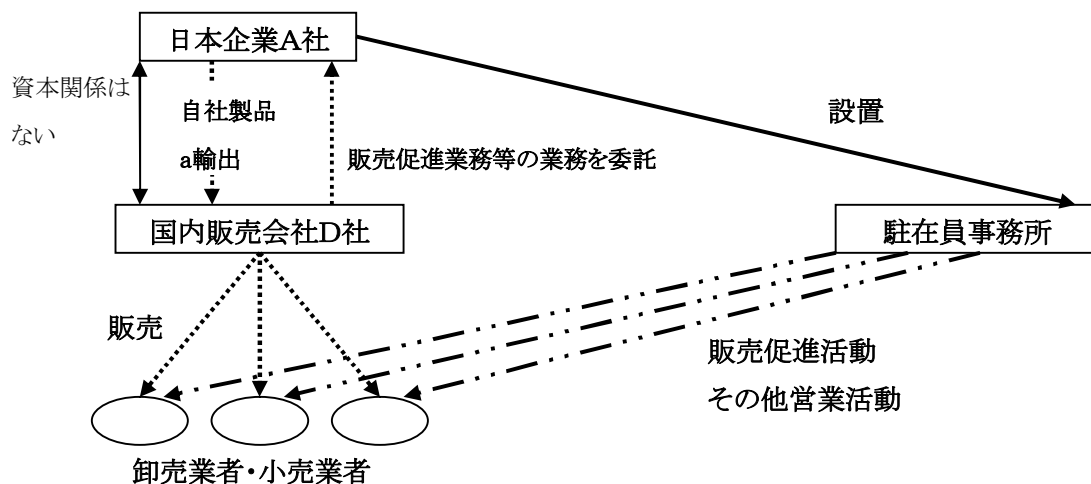 日本企業A社
資本関係は
ない
自社製品
a輸出
販売促進業務等の業務を委託
設置
国内販売会社D社
駐在員事務所
販売
販売促進活動
その他営業活動
卸売業者・小売業者